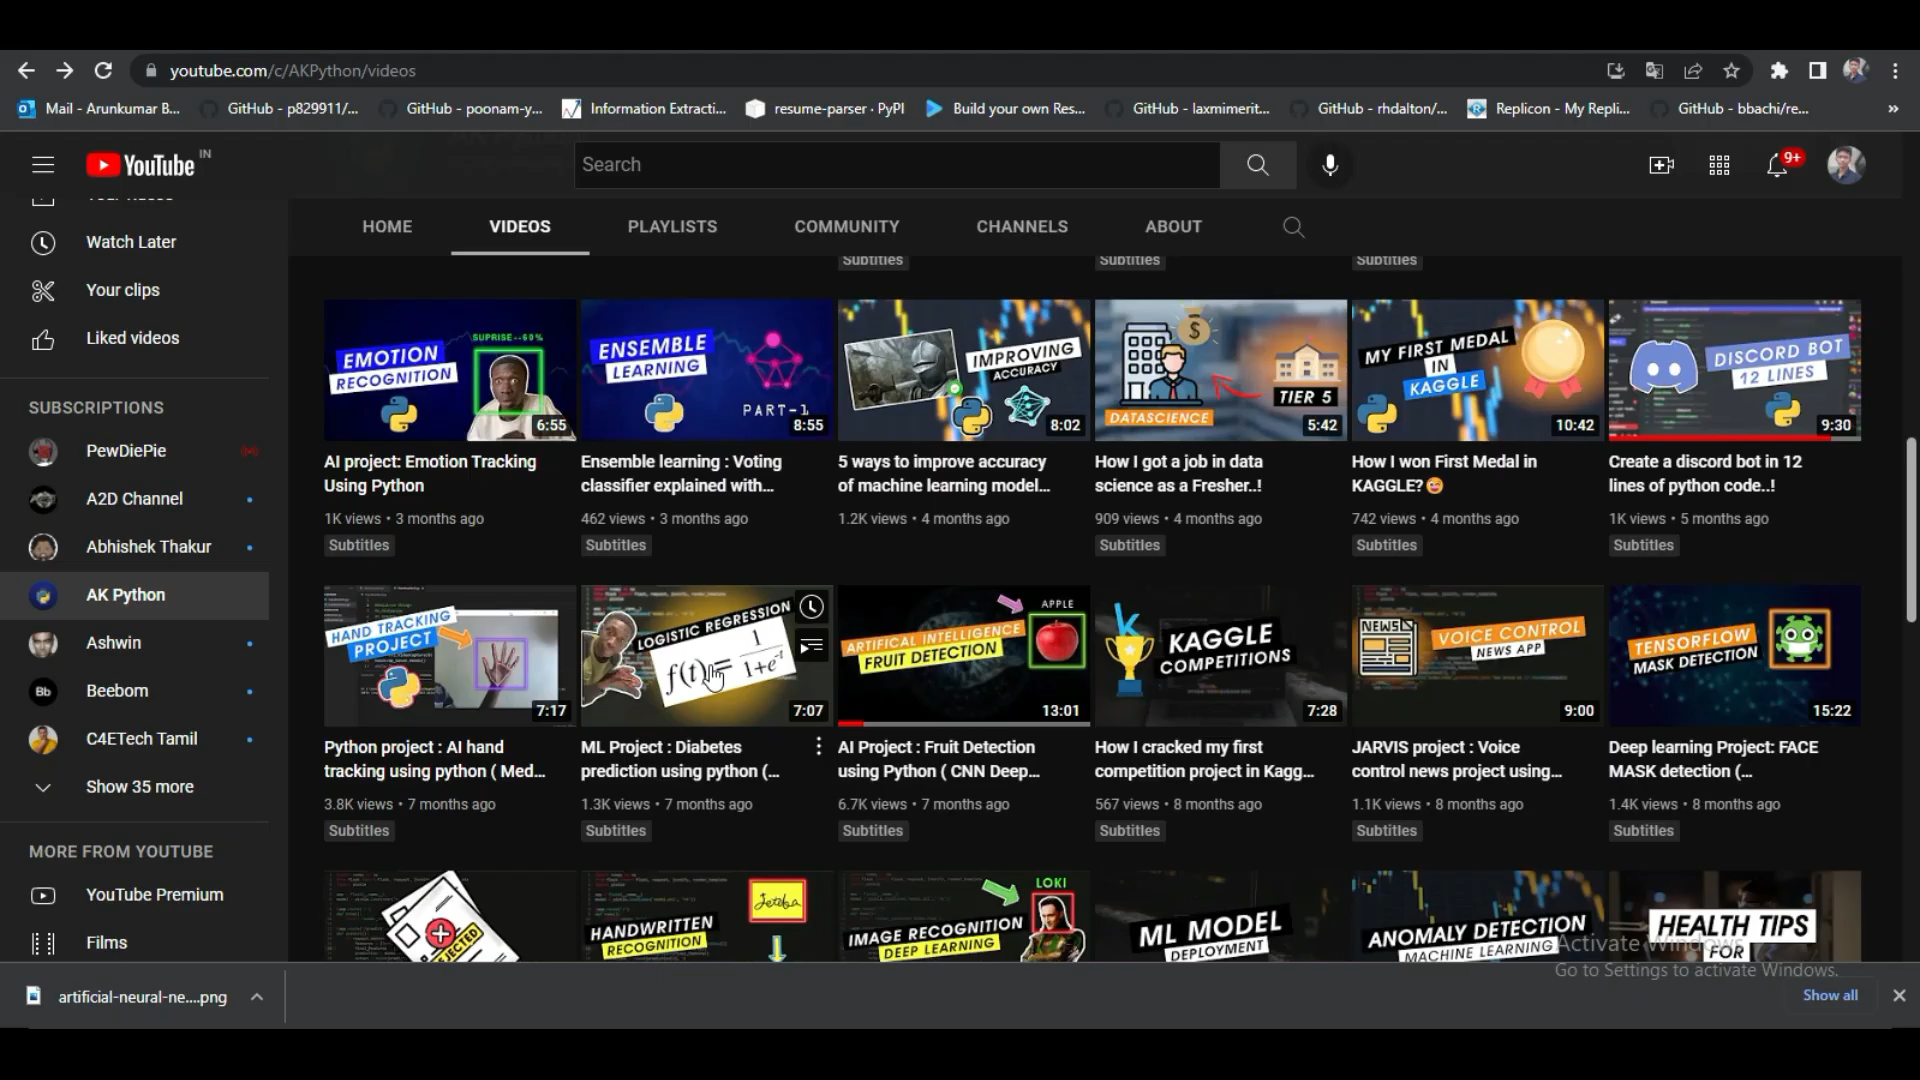 youtube.com/c/AKPython/videos
Mail - Arunkumar B...
GitHub - p829911/...
GitHub - poonam-y...
Information Extracti...
resume-parser · PyPI
Build your own Res...
GitHub - laxmimerit...
GitHub - rhdalton/...
Replicon - My Repli...
GitHub - bbachi/re...
»
YouTube IN
Search
9+
HOME
VIDEOS
PLAYLISTS
COMMUNITY
CHANNELS
ABOUT
Watch Later
Your clips
Liked videos
SUBSCRIPTIONS
PewDiePie
A2D Channel
Abhishek Thakur
AK Python
Ashwin
Bb
Beebom
C4ETech Tamil
Show 35 more
MORE FROM YOUTUBE
YouTube Premium
Films
Subtitles
Subtitles
Subtitles
EMOTION
RECOGNITION
SUPRISE--60%
6:55
AI project: Emotion Tracking
Using Python
1K views • 3 months ago
Subtitles
ENSEMBLE
LEARNING
PART-1
8:55
Ensemble learning : Voting
classifier explained with...
462 views • 3 months ago
Subtitles
IMPROVING
ACCURACY
8:02
5 ways to improve accuracy
of machine learning model...
1.2K views • 4 months ago
$
TIER 5
DATASCIENCE
5:42
How I got a job in data
science as a Fresher..!
909 views • 4 months ago
Subtitles
MY FIRST MEDAL
IN
KAGGLE
10:42
How I won First Medal in
KAGGLE?😜
742 views • 4 months ago
Subtitles
DISCORD BOT
12 LINES
9:30
Create a discord bot in 12
lines of python code..!
1K views • 5 months ago
Subtitles
HAND TRACKING
PROJECT
7:17
Python project : AI hand
tracking using python ( Med...
3.8K views • 7 months ago
Subtitles
LOGISTIC REGRESSION
7:07
ML Project : Diabetes
prediction using python (...
1.3K views • 7 months ago
Subtitles
APPLE
ARTIFICIAL INTELLIGENCE
FRUIT DETECTION
13:01
AI Project : Fruit Detection
using Python ( CNN Deep...
6.7K views • 7 months ago
Subtitles
k
KAGGLE
COMPETITIONS
7:28
How I cracked my first
competition project in Kagg...
567 views • 8 months ago
Subtitles
NEWS
VOICE CONTROL
NEWS APP
9:00
JARVIS project : Voice
control news project using...
1.1K views • 8 months ago
Subtitles
TENSORFLOW
MASK DETECTION
15:22
Deep learning Project: FACE
MASK detection (...
1.4K views • 8 months ago
Subtitles
HANDWRITTEN
RECOGNITION
LOKI
IMAGE RECOGNITION
DEEP LEARNING
ML MODEL
DEPLOYMENT
ANOMALY DETECTION
MACHINE LEARNING
HEALTH TIPS
FOR
Activate Windows
Go to Settings to activate Windows.
artificial-neural-ne....png
Show all